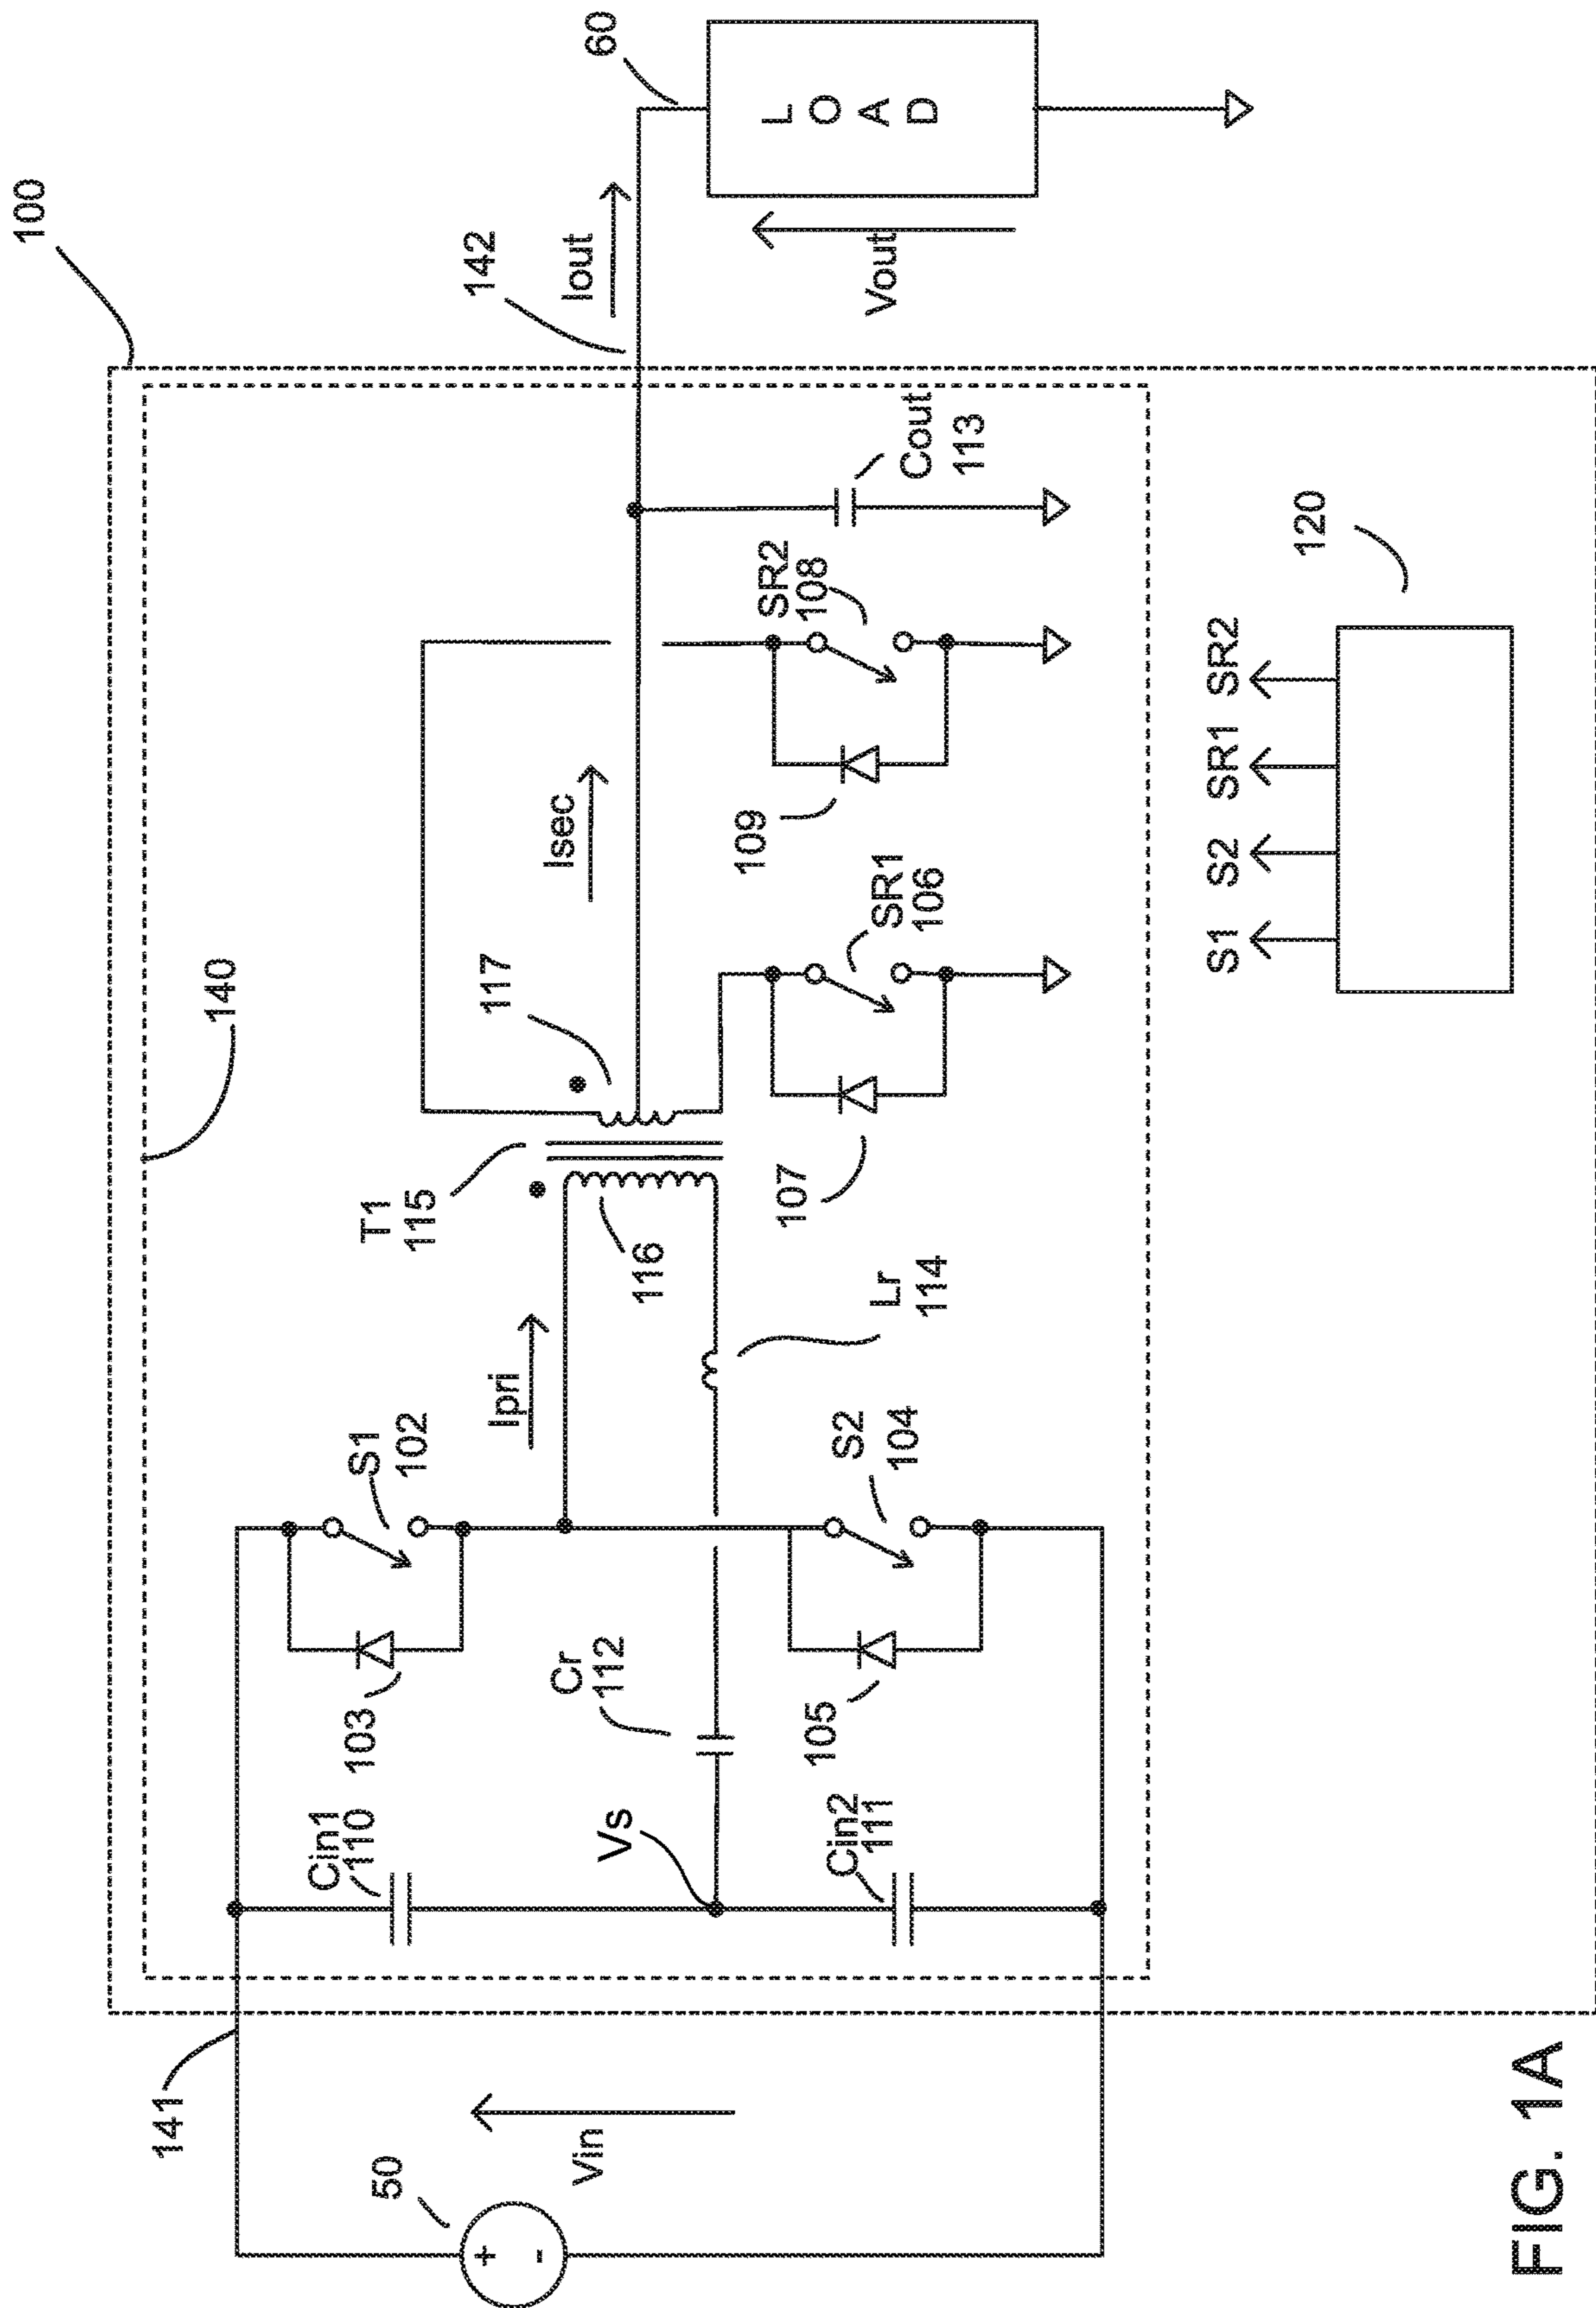 100
140
141
142
50
+
-
Vin
Cin1
110
Vs
Cin2
111
Cr
112
103
105
S1
102
S2
104
Ipri
Lr
114
T1
115
116
117
107
SR1
106
109
SR2
108
Isec
Cout
113
Iout
Vout
60
L
O
A
D
S1 S2 SR1 SR2
120
FIG. 1A